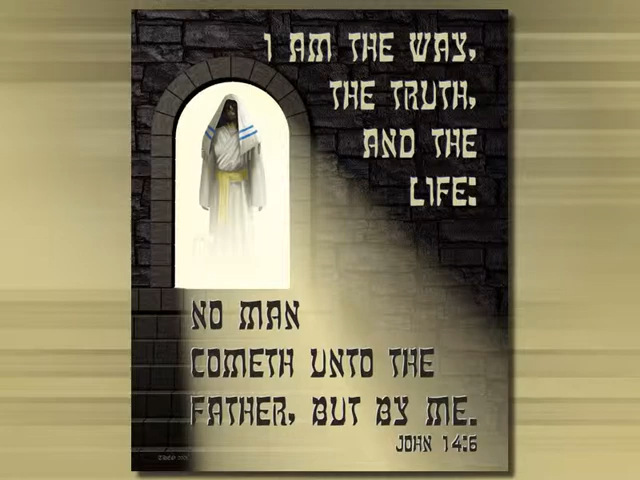 I AM THE WAY,
THE TRUTH,
AND THE
LIFE:
NO MAN
COMETH UNTO THE
FATHER, BUT BY ME.
JOHN 14:6